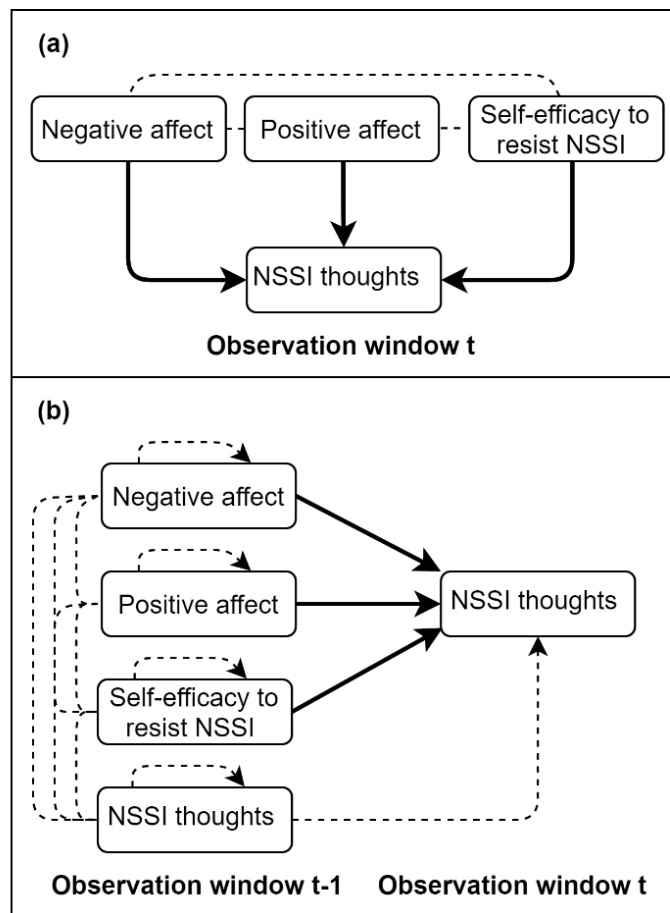 (a)
Negative affect
Positive affect
Self-efficacy to
resist NSSI
NSSI thoughts
Observation window t
(b)
Negative affect
Positive affect
NSSI thoughts
Self-efficacy to
resist NSSI
NSSI thoughts
Observation window t-1
Observation window t